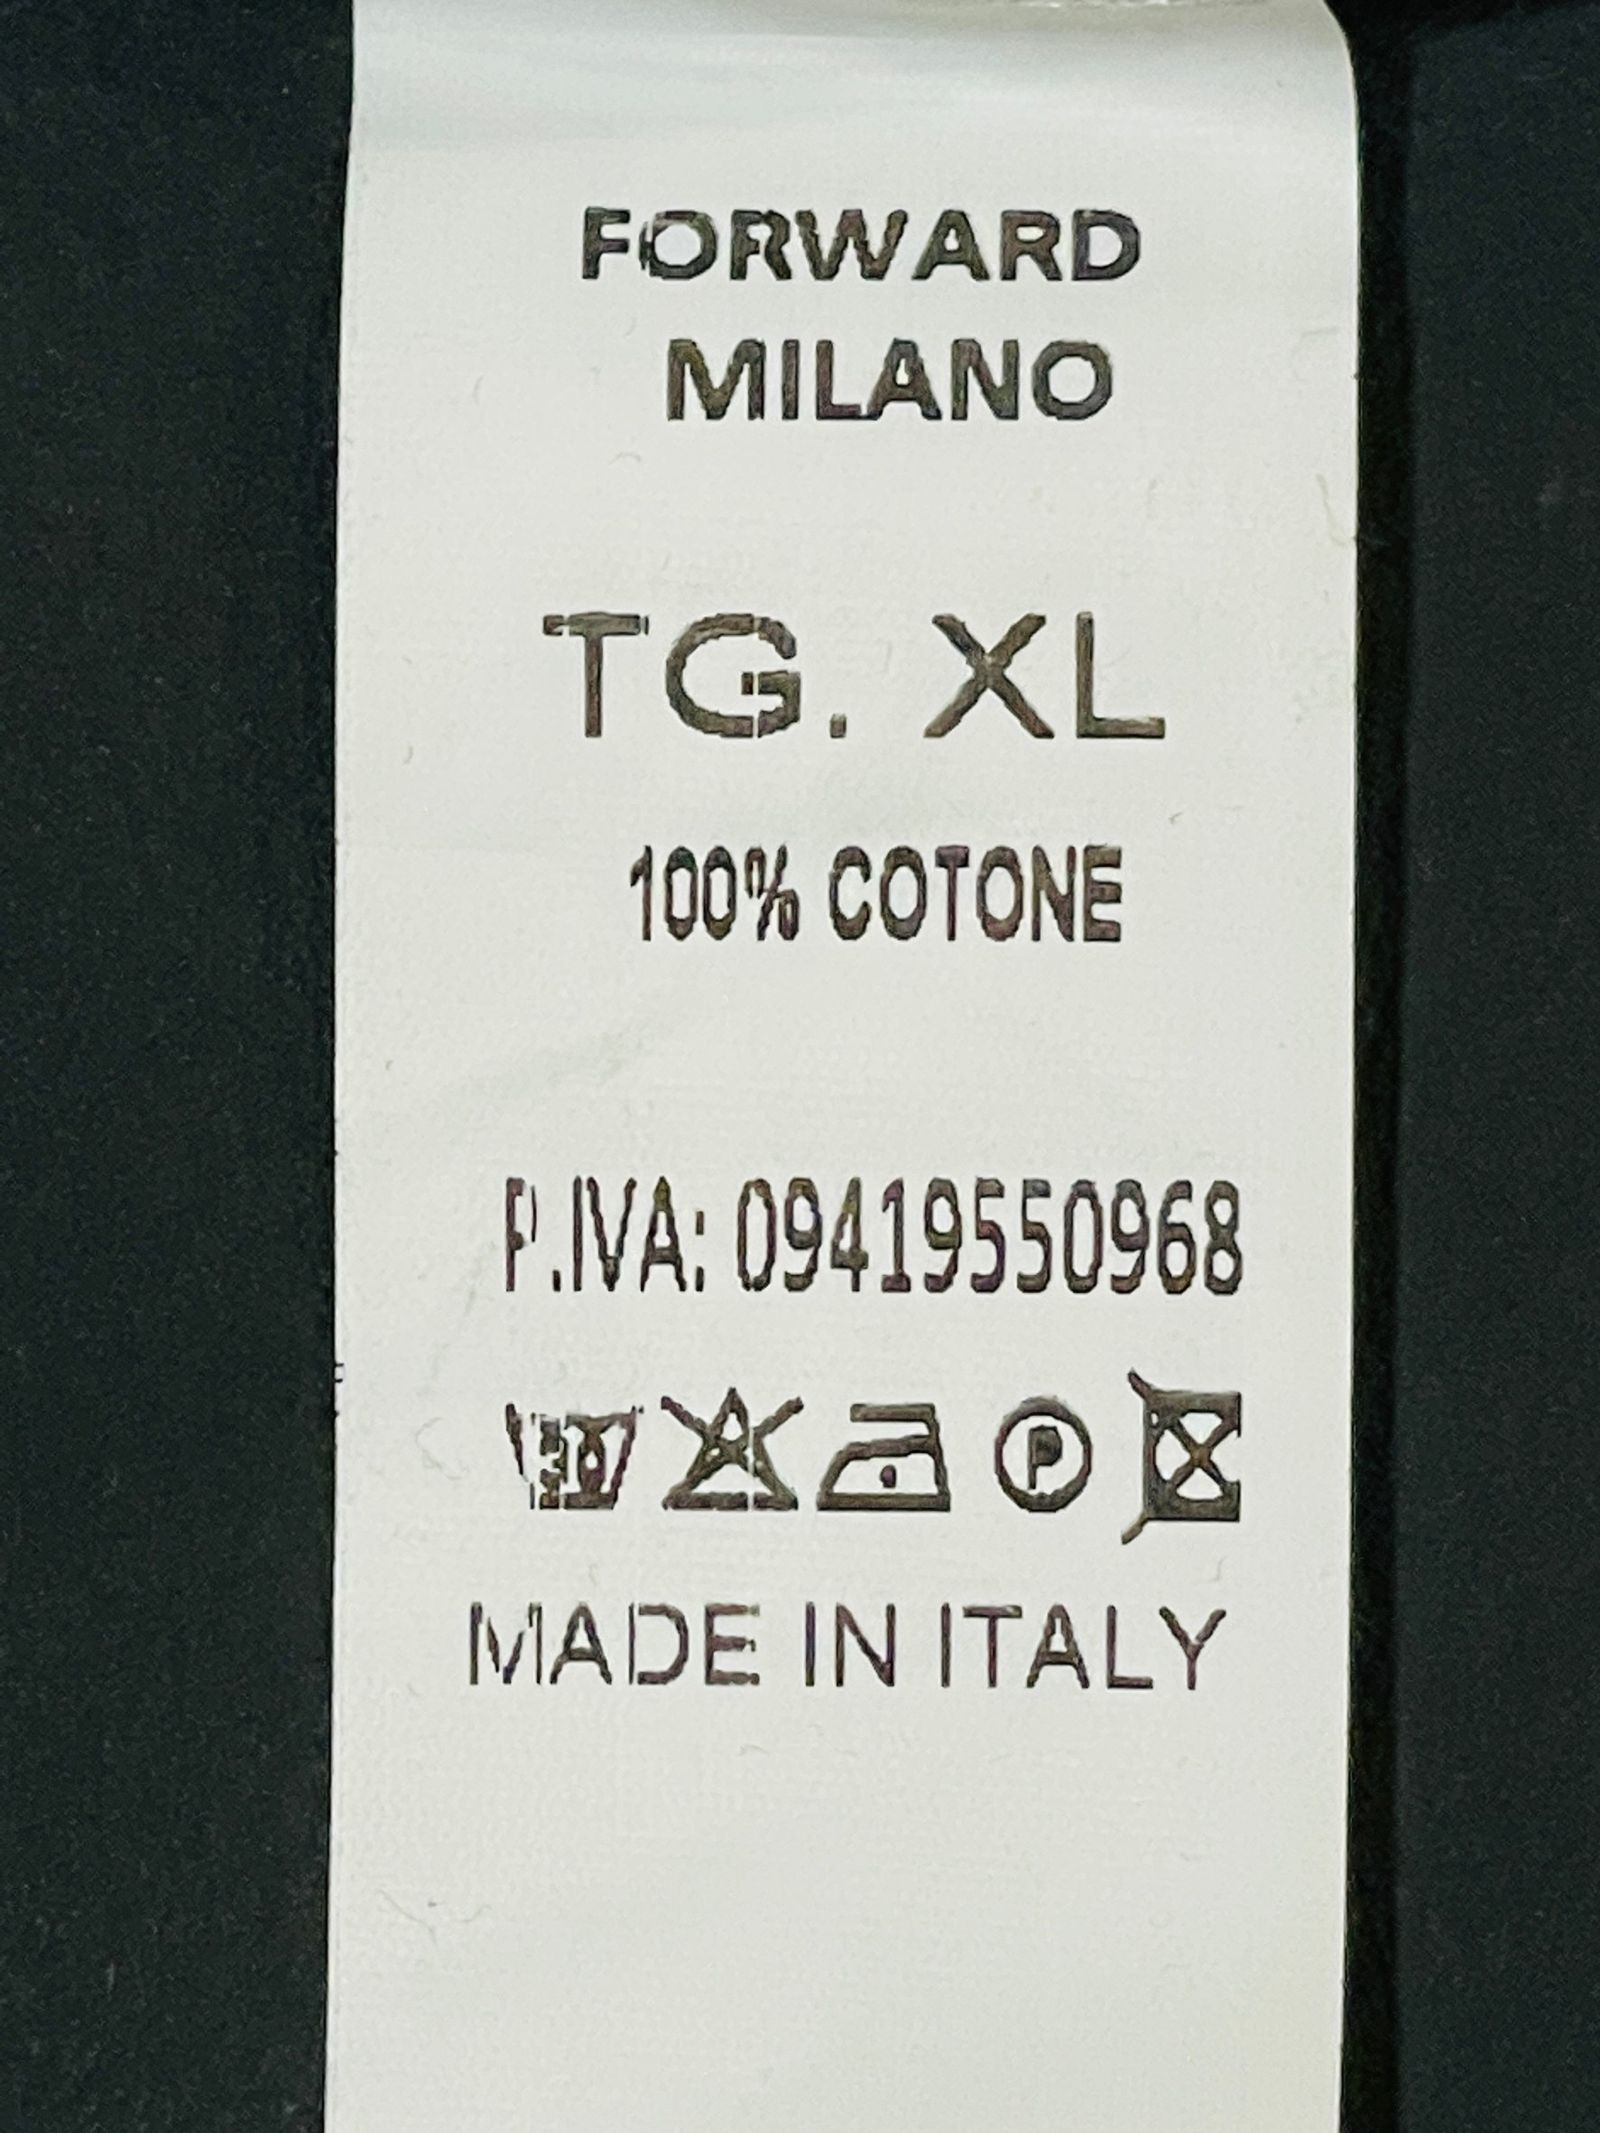 FORWARD
MILANO
TG. XL
100% COTONE
P.IVA: 09419550968
P
MADE IN ITALY